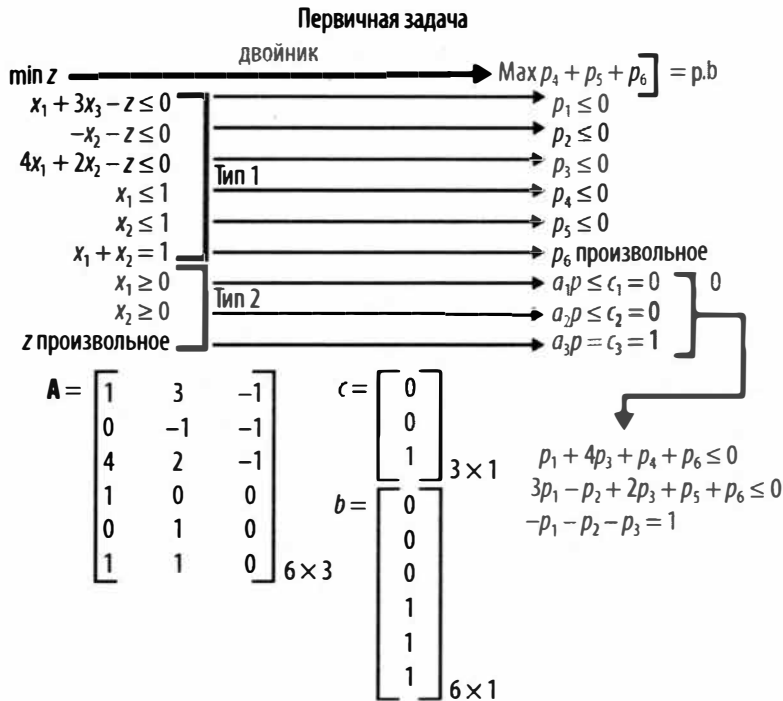 Первичная задача
двойник
min z Max p₄ + p₅ + p₆ ] = p.b
x₁ + 3x₃ – z ≤ 0 p₁ ≤ 0
–x₂ – z ≤ 0 p₂ ≤ 0
4x₁ + 2x₂ – z ≤ 0 p₃ ≤ 0
Тип 1
x₁ ≤ 1 p₄ ≤ 0
x₂ ≤ 1 p₅ ≤ 0
x₁ + x₂ = 1 p₆ произвольное
x₁ ≥ 0 a₁p ≤ c₁ = 0 0
Тип 2
x₂ ≥ 0 a₂p ≤ c₂ = 0
z произвольное a₃p = c₃ = 1
A =
1 3 –1
0 –1 –1
4 2 –1
1 0 0
0 1 0
1 1 0
6 × 3
c =
0
0
1
3 × 1
b =
0
0
0
1
1
1
6 × 1
p₁ + 4p₃ + p₄ + p₆ ≤ 0
3p₁ – p₂ + 2p₃ + p₅ + p₆ ≤ 0
–p₁ – p₂ – p₃ = 1